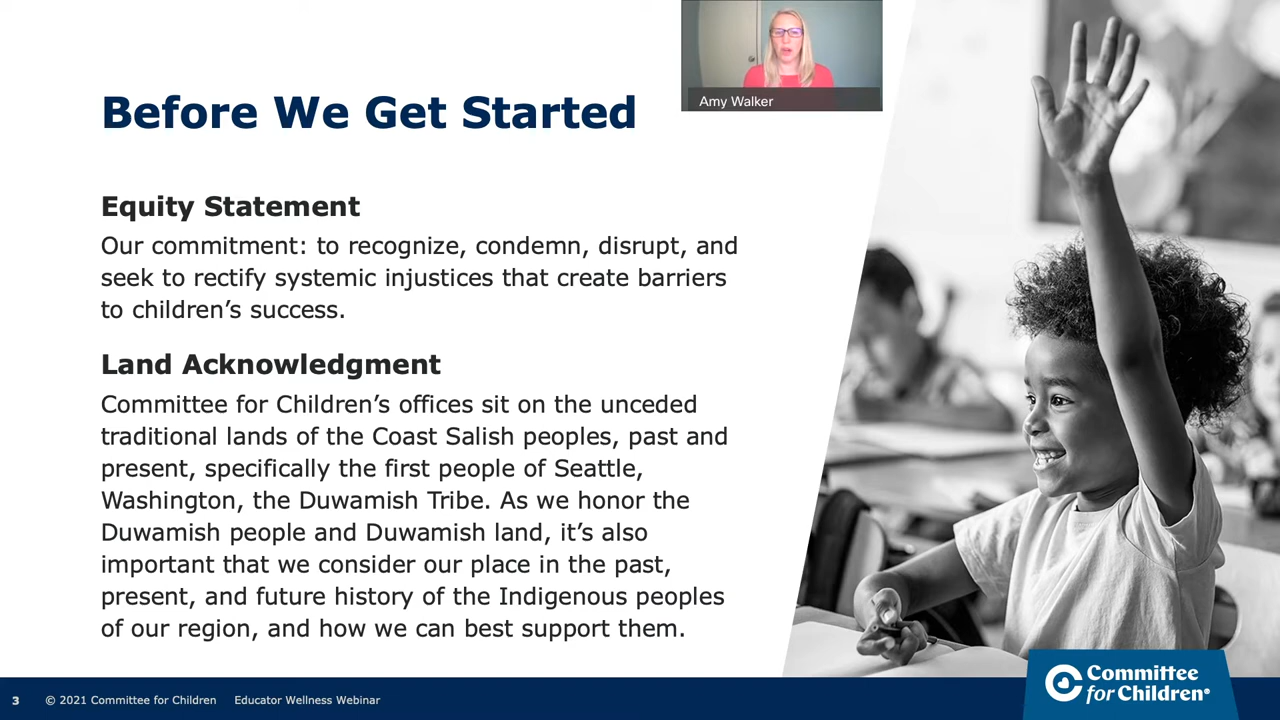 Amy Walker
Before We Get Started
Equity Statement
Our commitment: to recognize, condemn, disrupt, and
seek to rectify systemic injustices that create barriers
to children’s success.
Land Acknowledgment
Committee for Children’s offices sit on the unceded
traditional lands of the Coast Salish peoples, past and
present, specifically the first people of Seattle,
Washington, the Duwamish Tribe. As we honor the
Duwamish people and Duwamish land, it’s also
important that we consider our place in the past,
present, and future history of the Indigenous peoples
of our region, and how we can best support them.
3 © 2021 Committee for Children Educator Wellness Webinar
Committee
for Children®